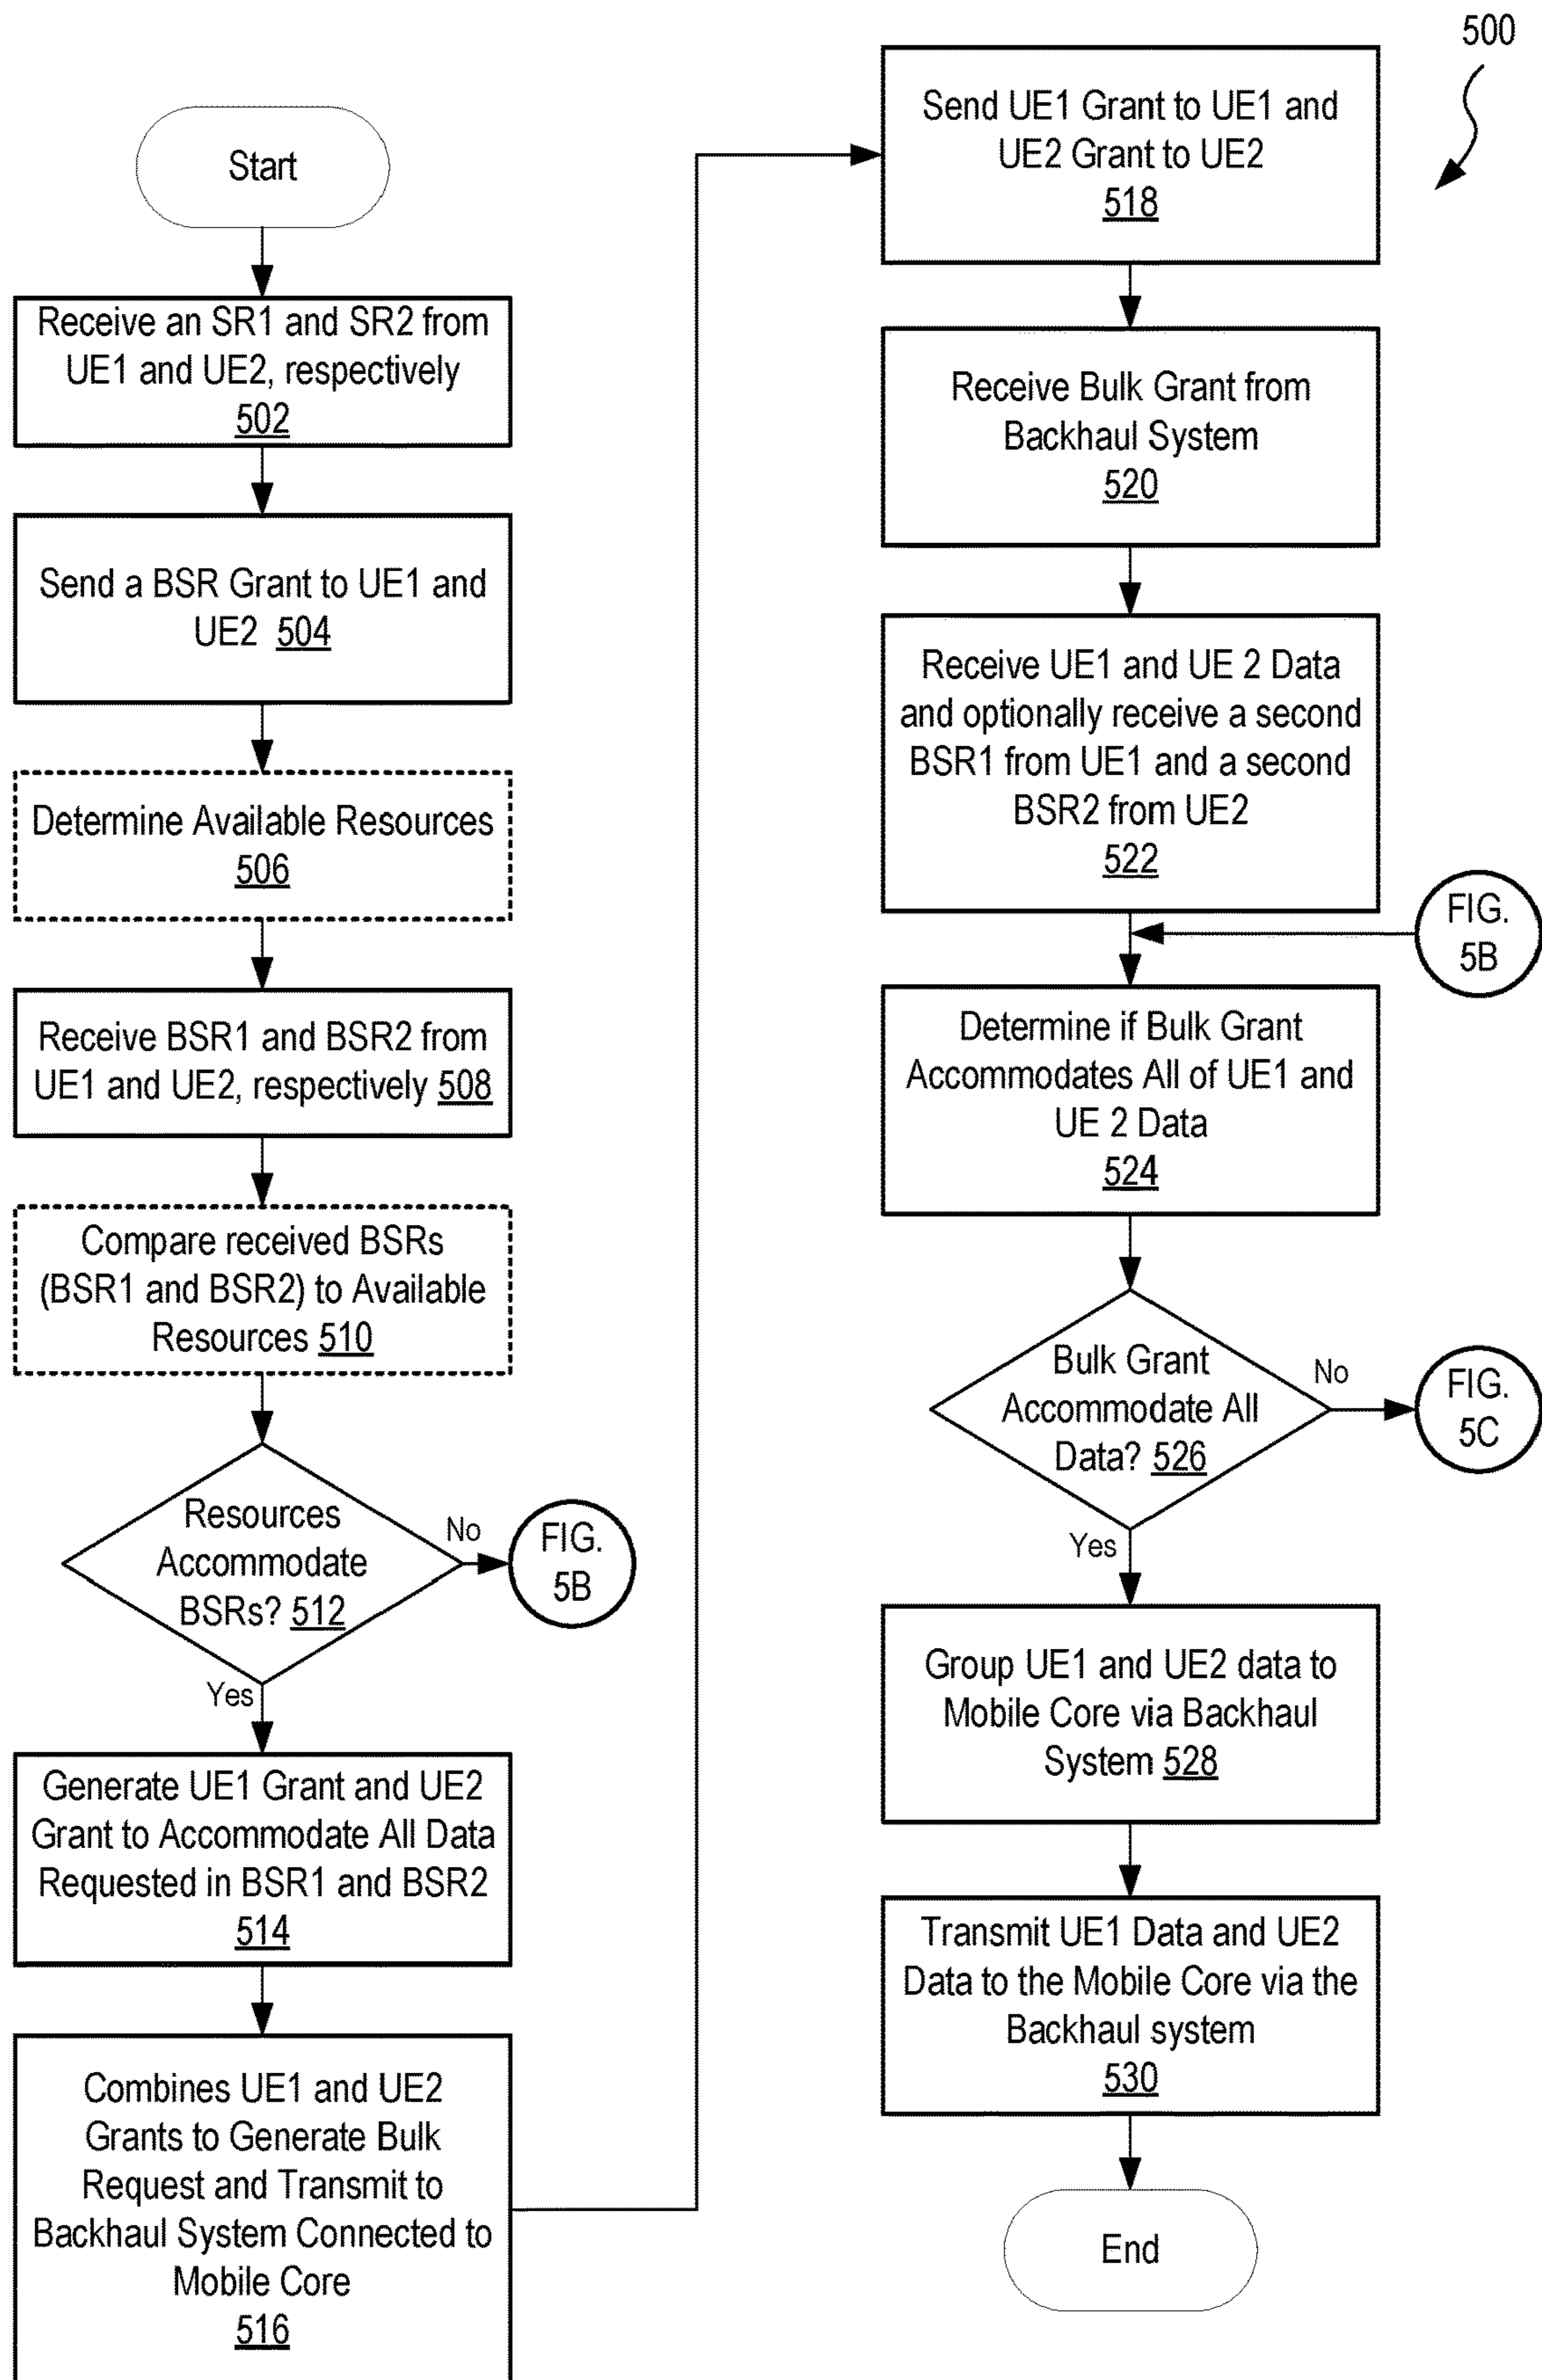 Start
Receive an SR1 and SR2 from
UE1 and UE2, respectively
502
Send a BSR Grant to UE1 and
UE2 504
Determine Available Resources
506
Receive BSR1 and BSR2 from
UE1 and UE2, respectively 508
Compare received BSRs
(BSR1 and BSR2) to Available
Resources 510
Resources
Accommodate
BSRs? 512
No
FIG.
5B
Yes
Generate UE1 Grant and UE2
Grant to Accommodate All Data
Requested in BSR1 and BSR2
514
Combines UE1 and UE2
Grants to Generate Bulk
Request and Transmit to
Backhaul System Connected to
Mobile Core
516
500
Send UE1 Grant to UE1 and
UE2 Grant to UE2
518
Receive Bulk Grant from
Backhaul System
520
Receive UE1 and UE 2 Data
and optionally receive a second
BSR1 from UE1 and a second
BSR2 from UE2
522
FIG.
5B
Determine if Bulk Grant
Accommodates All of UE1 and
UE 2 Data
524
Bulk Grant
Accommodate All
Data? 526
No
FIG.
5C
Yes
Group UE1 and UE2 data to
Mobile Core via Backhaul
System 528
Transmit UE1 Data and UE2
Data to the Mobile Core via the
Backhaul system
530
End